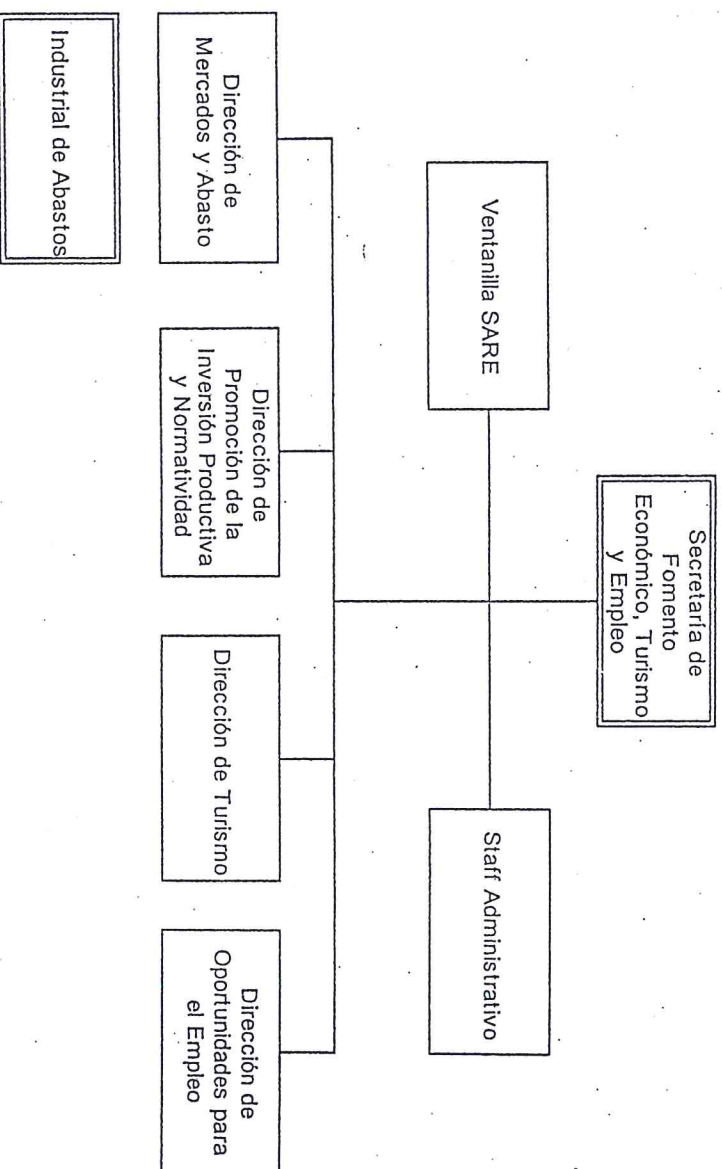 Secretaría de
Fomento
Económico, Turismo
y Empleo
Ventanilla SARE
Staff Administrativo
Dirección de
Mercados y Abasto
Dirección de
Promoción de la
Inversión Productiva
y Normatividad
Dirección de Turismo
Dirección de
Oportunidades para
el Empleo
Industrial de Abastos